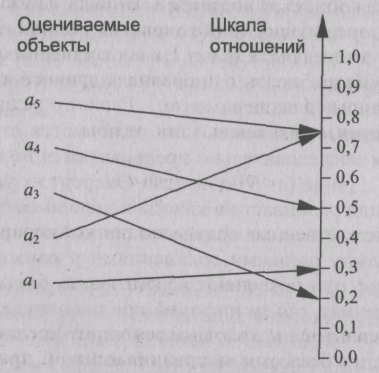 Оцениваемые
объекты
Шкала
отношений
a5
a4
a3
a2
a1
1,0
0,9
0,8
0,7
0,6
0,5
0,4
0,3
0,2
0,1
0,0